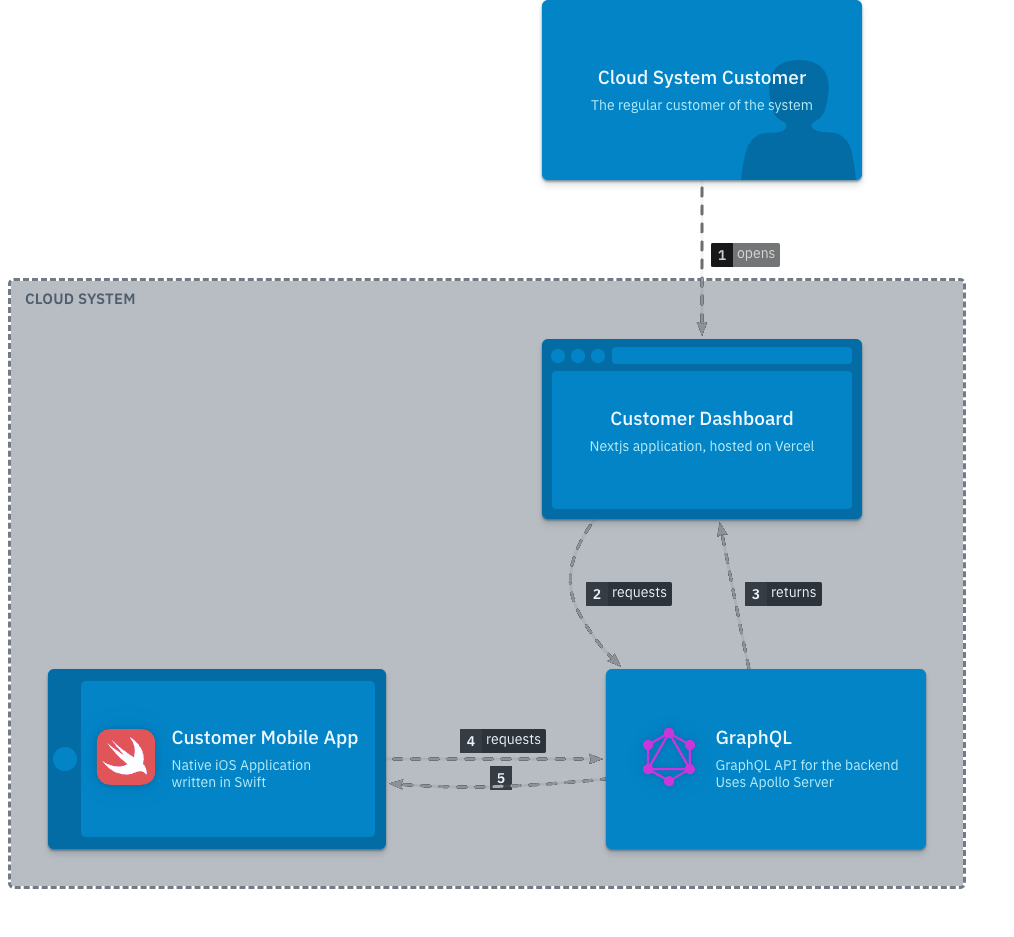 Cloud System Customer
The regular customer of the system
1 opens
CLOUD SYSTEM
Customer Dashboard
Nextjs application, hosted on Vercel
2 requests
3 returns
Customer Mobile App
Native iOS Application
written in Swift
4 requests
5
GraphQL
GraphQL API for the backend
Uses Apollo Server